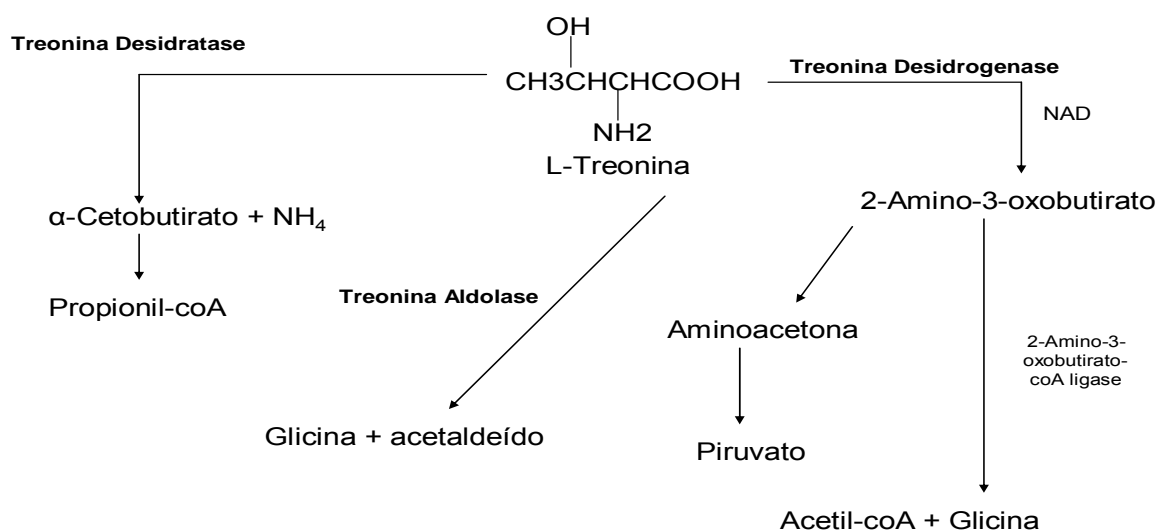 OH
Treonina Desidratase
CH3CHCHCOOH
Treonina Desidrogenase
NAD
NH2
L-Treonina
α-Cetobutirato + NH4
2-Amino-3-oxobutirato
Propionil-coA
Treonina Aldolase
Aminoacetona
2-Amino-3-
oxobutirato-
coA ligase
Glicina + acetaldeído
Piruvato
Acetil-coA + Glicina